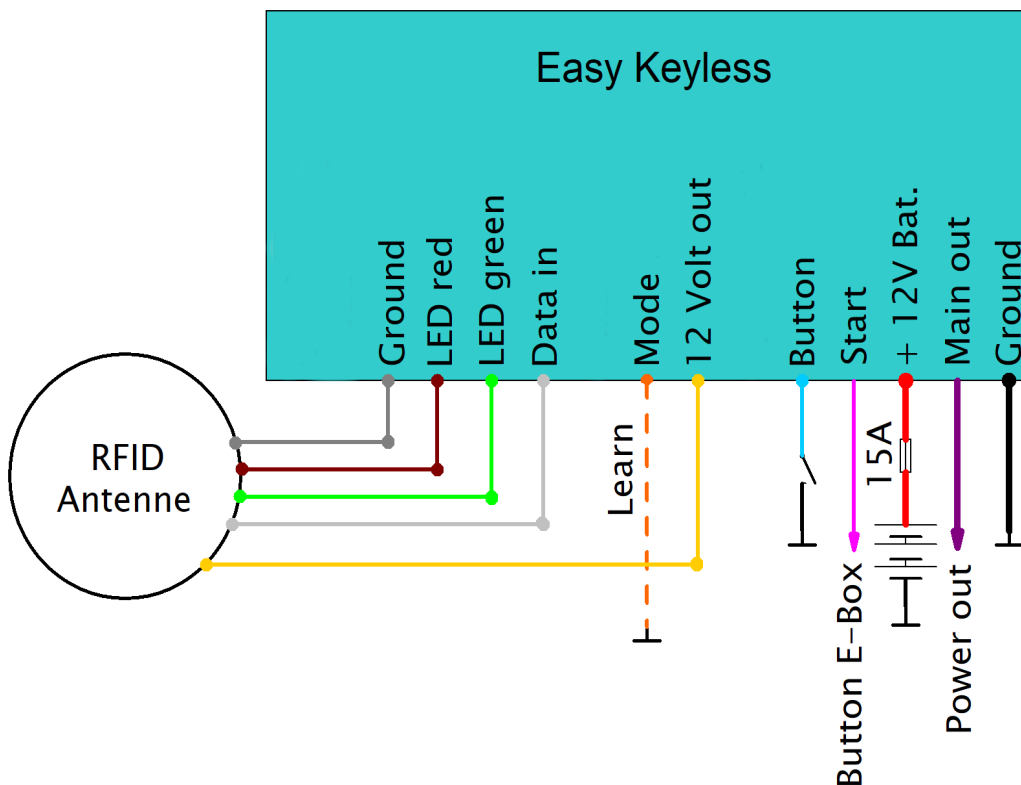 Easy Keyless
Ground
LED red
LED green
Data in
Mode
12 Volt out
Button
Start
+ 12V Bat.
Main out
Ground
RFID
Antenne
Learn
15A
Button E-Box
Power out